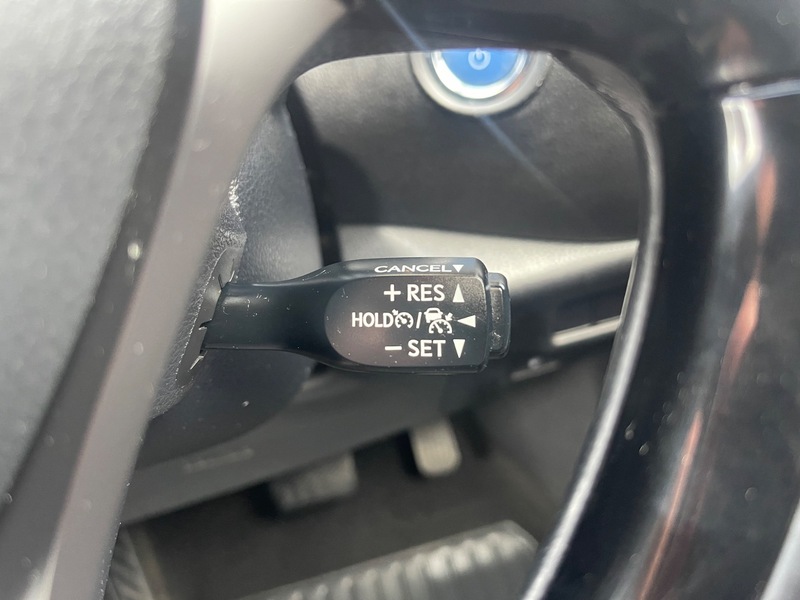 CANCEL▼
+ RES ▲
HOLD / ◀
− SET ▼